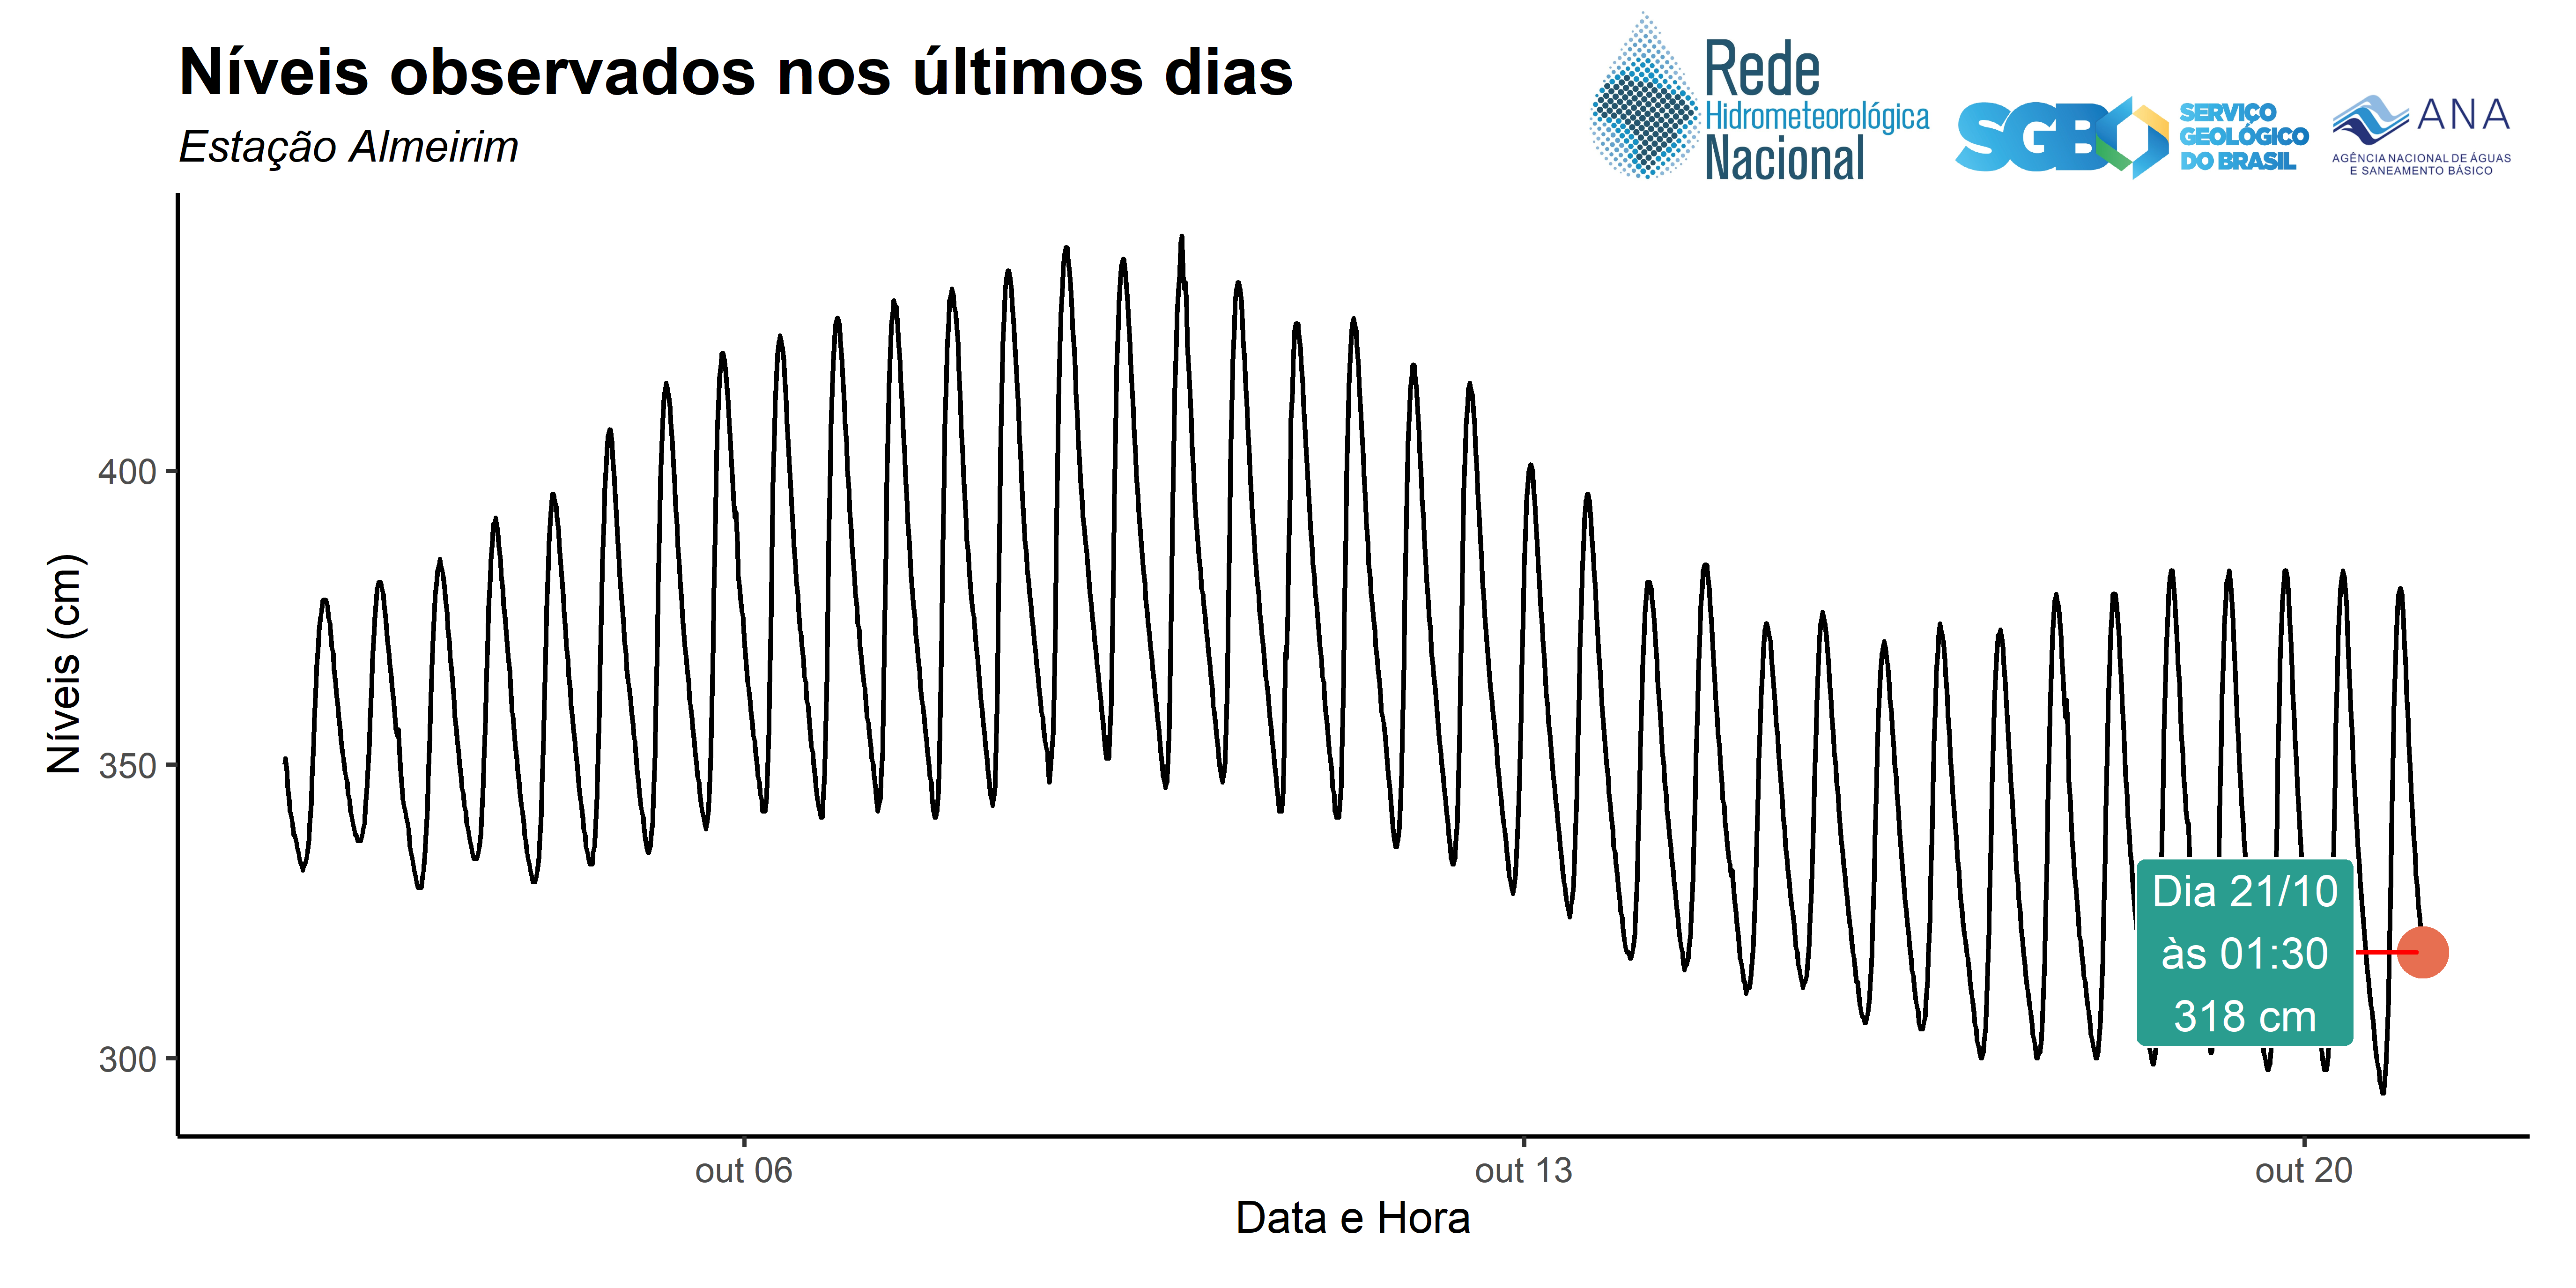 Níveis observados nos últimos dias
Estação Almeirim
Rede
Hidrometeorológica
Nacional
SGB
SERVIÇO
GEOLÓGICO
DO BRASIL
ANA
AGÊNCIA NACIONAL DE ÁGUAS
E SANEAMENTO BÁSICO
Níveis (cm)
400
350
300
Dia 21/10
às 01:30
318 cm
out 06
out 13
out 20
Data e Hora